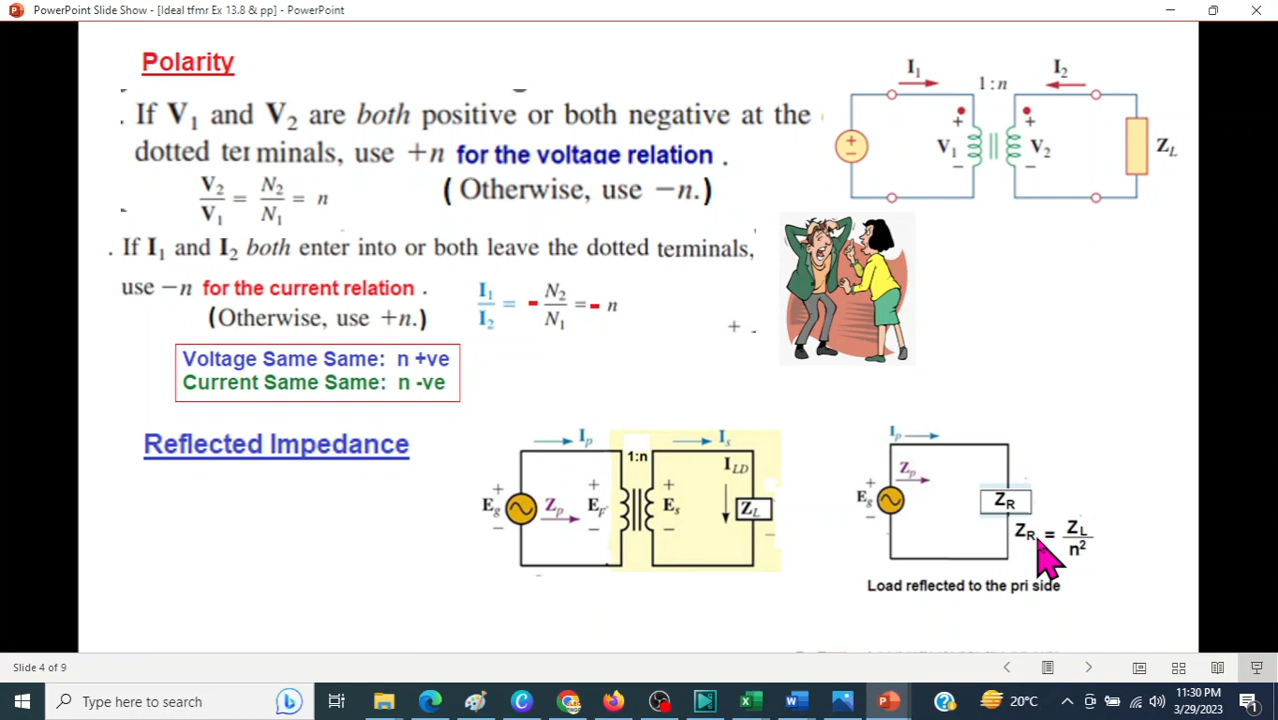 PowerPoint Slide Show - [Ideal tfmr Ex 13.8 & pp] - PowerPoint
Polarity
If V1 and V2 are both positive or both negative at the
dotted terminals, use +n for the voltage relation .
V2/V1 = N2/N1 = n
( Otherwise, use −n.)
I1
I2
1:n
V1
+
−
V2
+
−
ZL
+
−
. If I1 and I2 both enter into or both leave the dotted terminals,
use −n for the current relation .
(Otherwise, use +n.)
I1/I2 = - N2/N1 = - n
+ -
Voltage Same Same: n +ve
Current Same Same: n -ve
Reflected Impedance
Ip
1:n
Is
ILD
+
Eg
−
Zp
+
Ep
−
+
Es
−
ZL
Ip
Zp
+
Eg
−
ZR
ZR = ZL/n²
Load reflected to the pri side
Slide 4 of 9
Type here to search
20°C
11:30 PM
3/29/2023
1